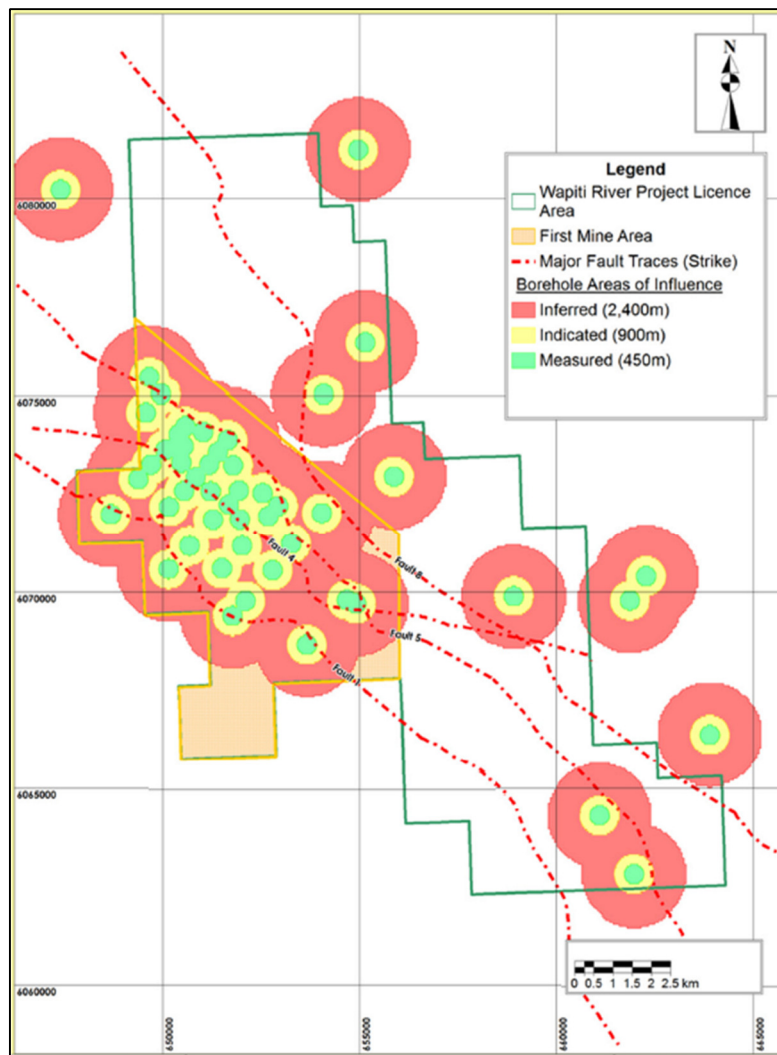 N
Legend
Wapiti River Project Licence
Area
First Mine Area
Major Fault Traces (Strike)
Borehole Areas of Influence
Inferred (2,400m)
Indicated (900m)
Measured (450m)
6080000
6075000
6070000
6065000
6060000
Fault 8
Fault 4
Fault 5
Fault 1
0 0.5 1 1.5 2 2.5 km
650000
655000
660000
665000